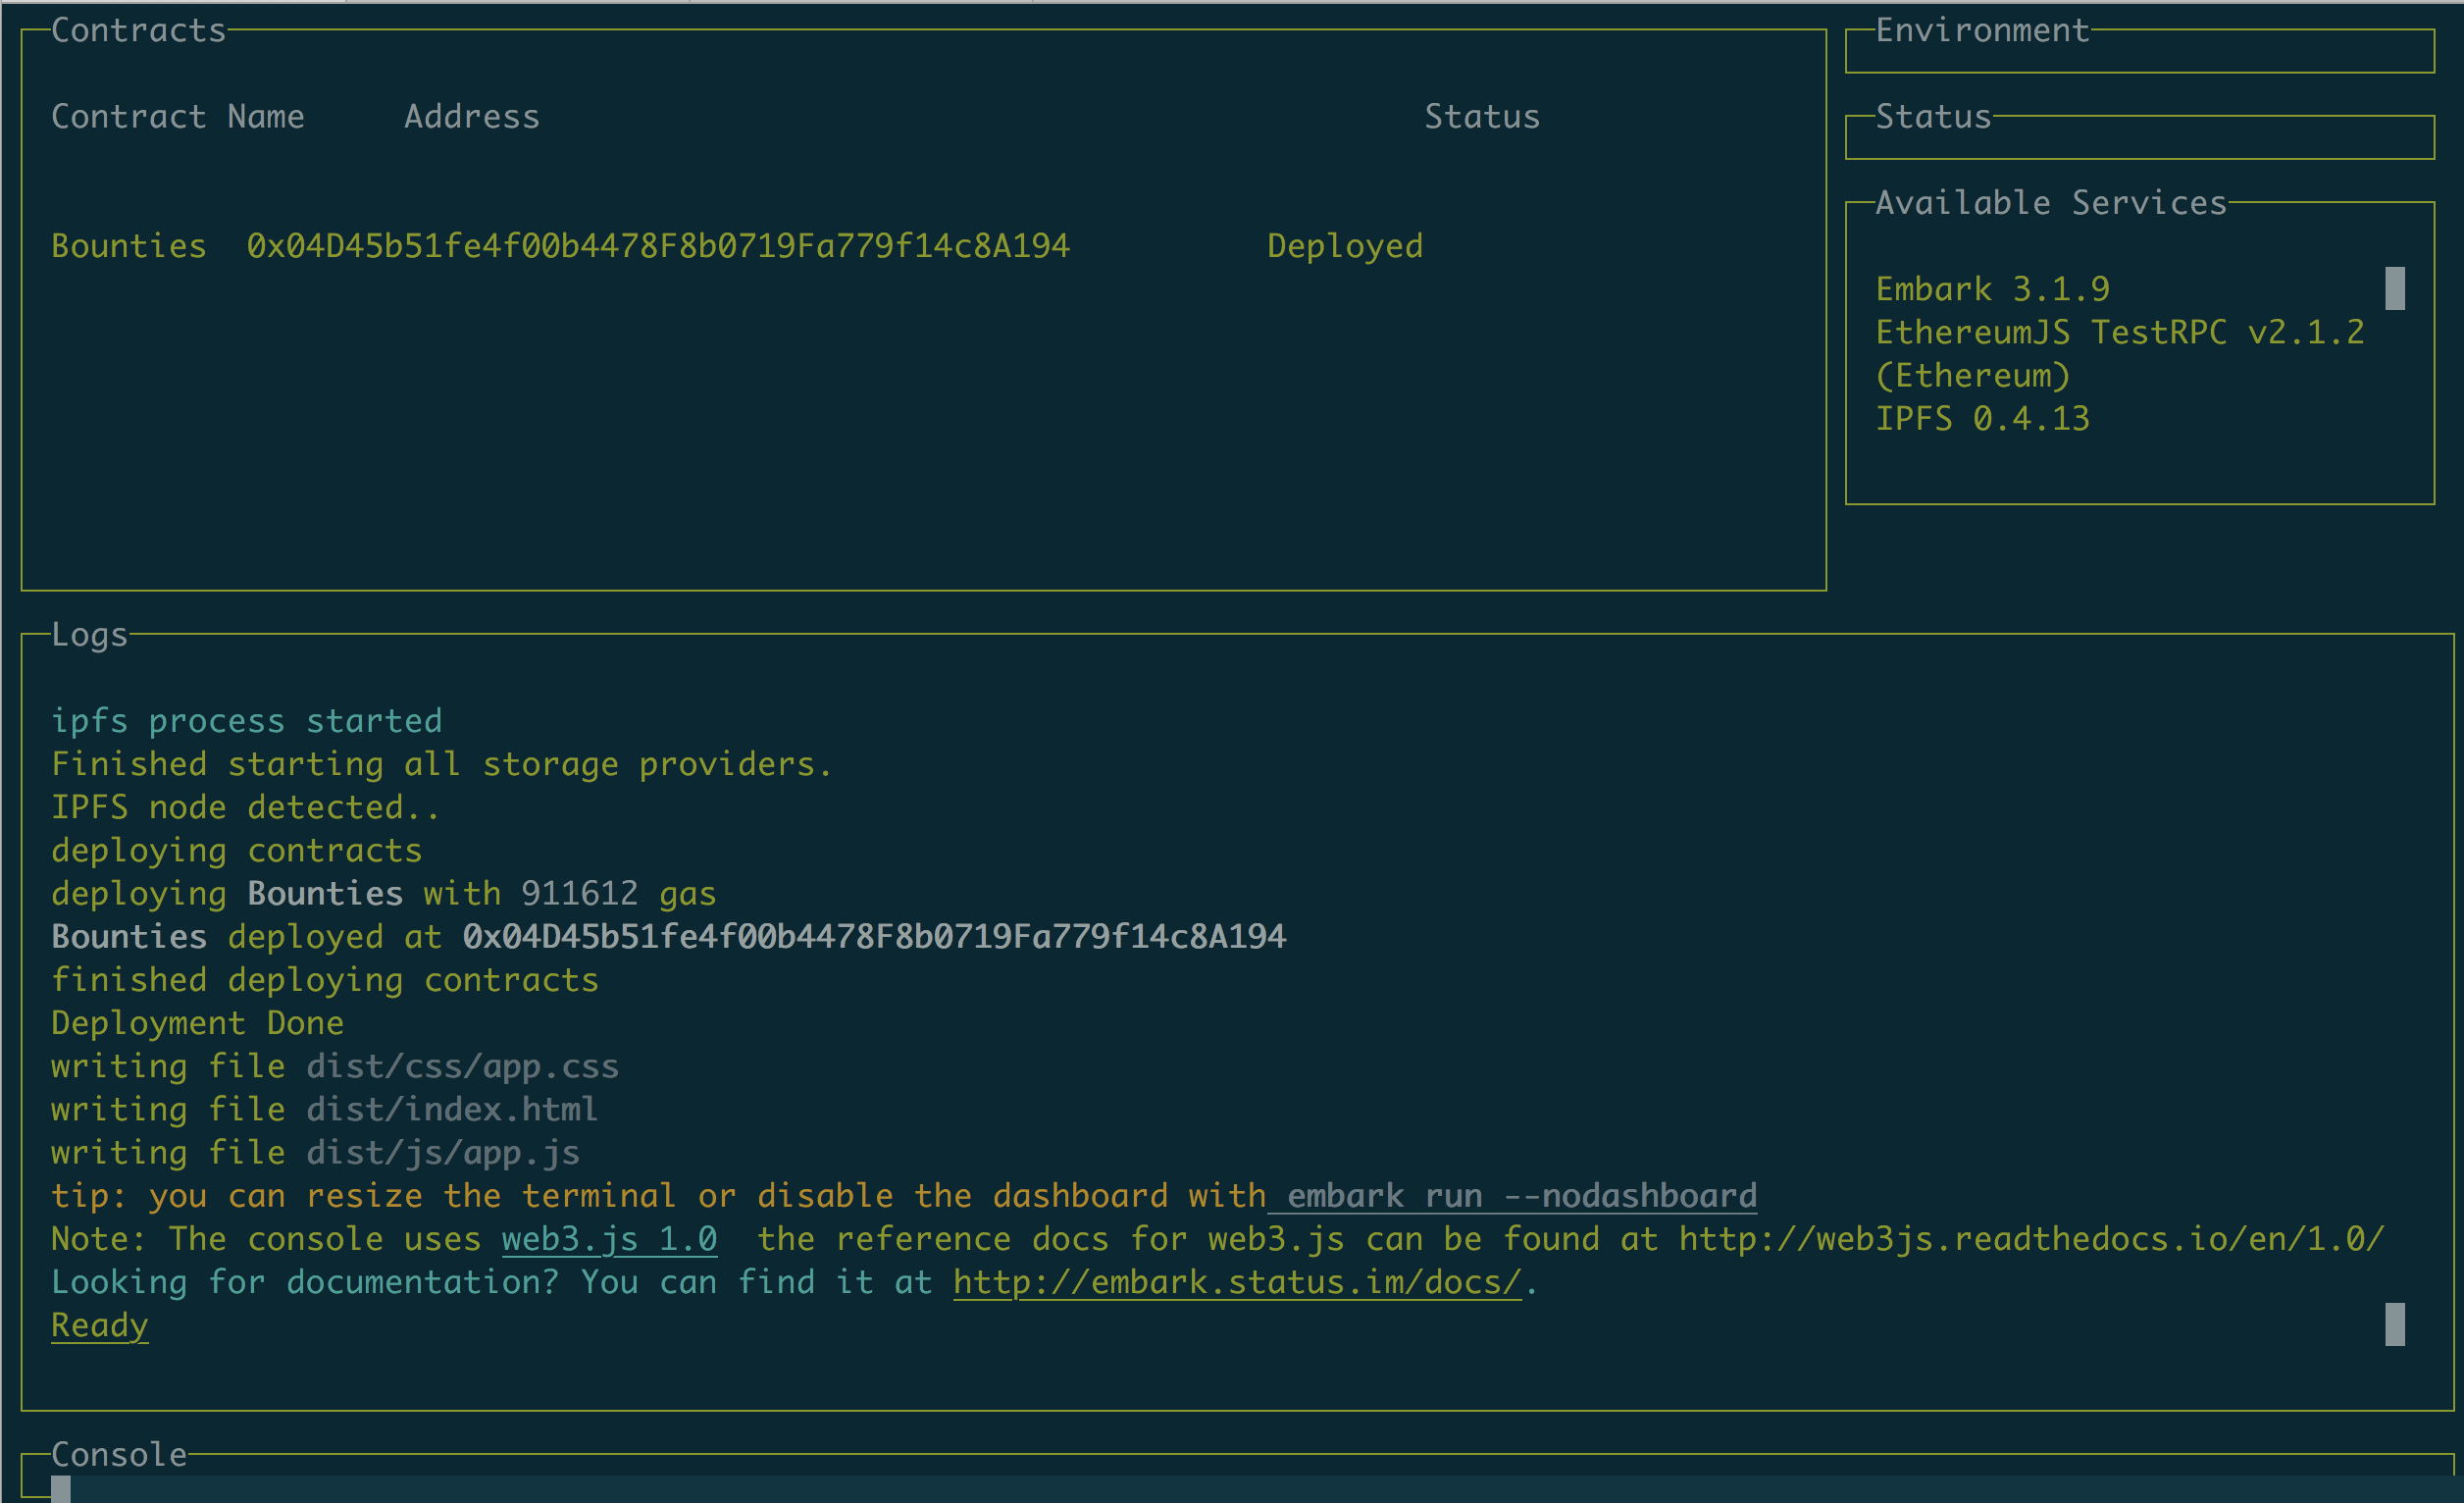 Contracts
Contract Name Address Status
Bounties 0x04D45b51fe4f00b4478F8b0719Fa779f14c8A194 Deployed
Environment
Status
Available Services
Embark 3.1.9
EthereumJS TestRPC v2.1.2
(Ethereum)
IPFS 0.4.13
Logs
ipfs process started
Finished starting all storage providers.
IPFS node detected..
deploying contracts
deploying Bounties with 911612 gas
Bounties deployed at 0x04D45b51fe4f00b4478F8b0719Fa779f14c8A194
finished deploying contracts
Deployment Done
writing file dist/css/app.css
writing file dist/index.html
writing file dist/js/app.js
tip: you can resize the terminal or disable the dashboard with embark run --nodashboard
Note: The console uses web3.js 1.0  the reference docs for web3.js can be found at http://web3js.readthedocs.io/en/1.0/
Looking for documentation? You can find it at http://embark.status.im/docs/.
Ready
Console